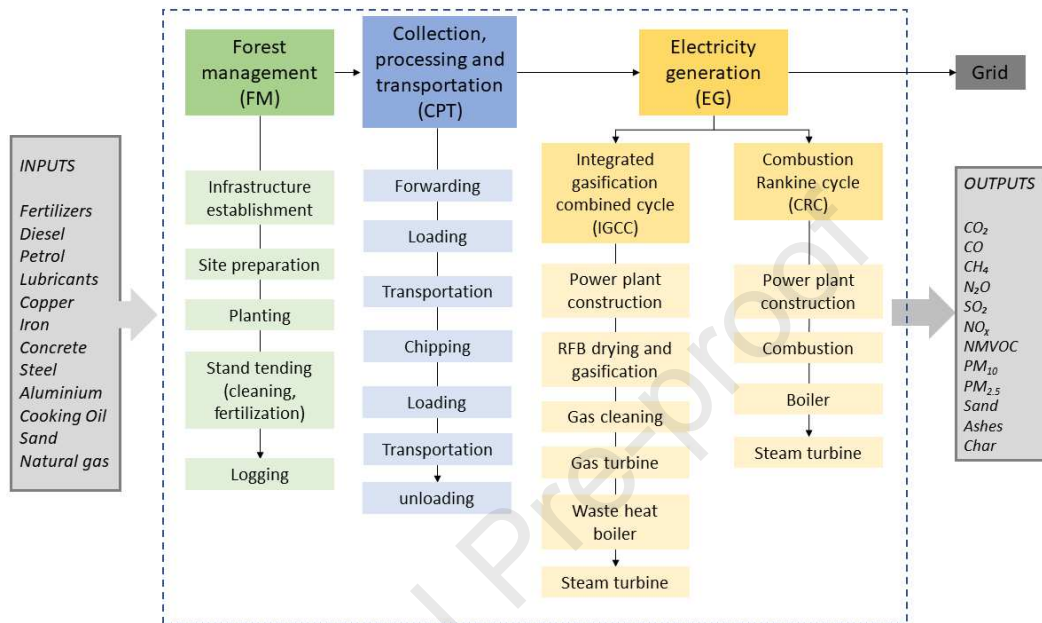 Forest
management
(FM)
Collection,
processing and
transportation
(CPT)
Electricity
generation
(EG)
Grid
INPUTS
Fertilizers
Diesel
Petrol
Lubricants
Copper
Iron
Concrete
Steel
Aluminium
Cooking Oil
Sand
Natural gas
Infrastructure
establishment
Site preparation
Planting
Stand tending
(cleaning,
fertilization)
Logging
Forwarding
Loading
Transportation
Chipping
Loading
Transportation
unloading
Integrated
gasification
combined cycle
(IGCC)
Power plant
construction
RFB drying and
gasification
Gas cleaning
Gas turbine
Waste heat
boiler
Steam turbine
Combustion
Rankine cycle
(CRC)
Power plant
construction
Combustion
Boiler
Steam turbine
OUTPUTS
CO₂
CO
CH₄
N₂O
SO₂
NOₓ
NMVOC
PM₁₀
PM₂.₅
Sand
Ashes
Char
Pre-proof